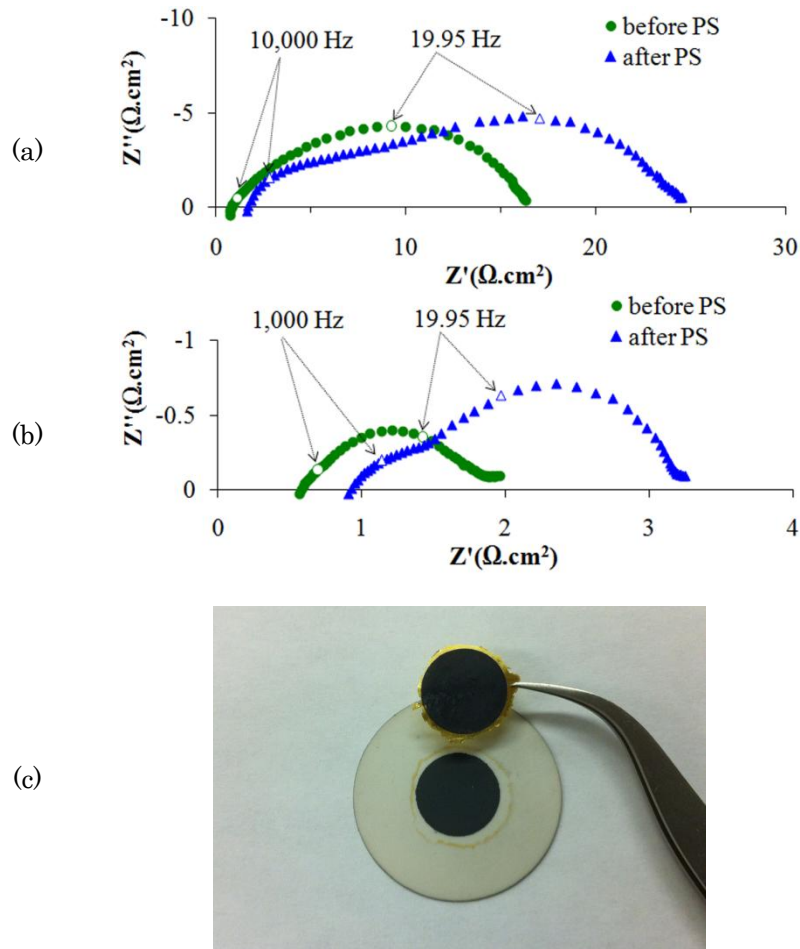 (a)
-10
-5
0
Z''(Ω.cm²)
10,000 Hz
19.95 Hz
before PS
after PS
0
10
20
30
Z'(Ω.cm²)
(b)
-1
-0.5
0
Z''(Ω.cm²)
1,000 Hz
19.95 Hz
before PS
after PS
0
1
2
3
4
Z'(Ω.cm²)
(c)